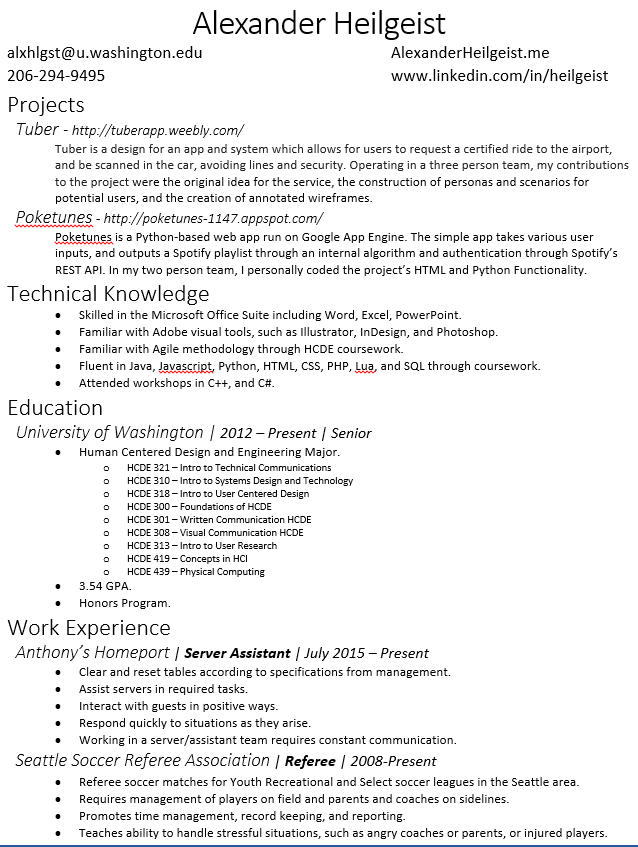 Alexander Heilgeist
alxhlgst@u.washington.edu AlexanderHeilgeist.me
206-294-9495 www.linkedin.com/in/heilgeist
Projects
Tuber - http://tuberapp.weebly.com/
Tuber is a design for an app and system which allows for users to request a certified ride to the airport,
and be scanned in the car, avoiding lines and security. Operating in a three person team, my contributions
to the project were the original idea for the service, the construction of personas and scenarios for
potential users, and the creation of annotated wireframes.
Poketunes - http://poketunes-1147.appspot.com/
Poketunes is a Python-based web app run on Google App Engine. The simple app takes various user
inputs, and outputs a Spotify playlist through an internal algorithm and authentication through Spotify's
REST API. In my two person team, I personally coded the project's HTML and Python Functionality.
Technical Knowledge
• Skilled in the Microsoft Office Suite including Word, Excel, PowerPoint.
• Familiar with Adobe visual tools, such as Illustrator, InDesign, and Photoshop.
• Familiar with Agile methodology through HCDE coursework.
• Fluent in Java, Javascript, Python, HTML, CSS, PHP, Lua, and SQL through coursework.
• Attended workshops in C++, and C#.
Education
University of Washington | 2012 – Present | Senior
• Human Centered Design and Engineering Major.
o HCDE 321 – Intro to Technical Communications
o HCDE 310 – Intro to Systems Design and Technology
o HCDE 318 – Intro to User Centered Design
o HCDE 300 – Foundations of HCDE
o HCDE 301 – Written Communication HCDE
o HCDE 308 – Visual Communication HCDE
o HCDE 313 – Intro to User Research
o HCDE 419 – Concepts in HCI
o HCDE 439 – Physical Computing
• 3.54 GPA.
• Honors Program.
Work Experience
Anthony's Homeport | Server Assistant | July 2015 – Present
• Clear and reset tables according to specifications from management.
• Assist servers in required tasks.
• Interact with guests in positive ways.
• Respond quickly to situations as they arise.
• Working in a server/assistant team requires constant communication.
Seattle Soccer Referee Association | Referee | 2008-Present
• Referee soccer matches for Youth Recreational and Select soccer leagues in the Seattle area.
• Requires management of players on field and parents and coaches on sidelines.
• Promotes time management, record keeping, and reporting.
• Teaches ability to handle stressful situations, such as angry coaches or parents, or injured players.